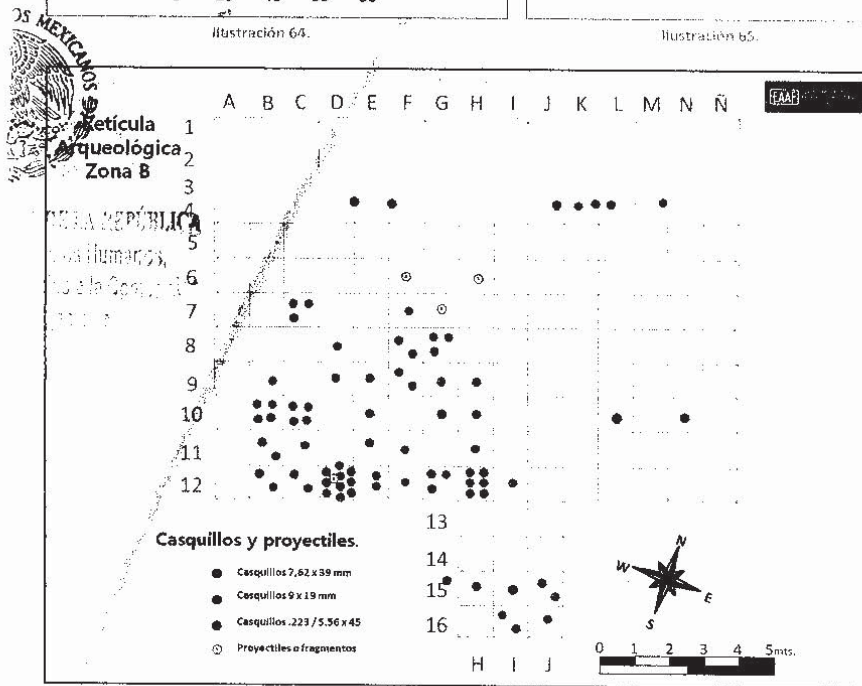 Ilustración 64.
Ilustración 65.
OS MEXICANOS
EAAF
A B C D E F G H I J K L M N Ñ
Retícula
Arqueológica
Zona B
1
2
3
4
DE LA REPÚBLICA
5
Humanos,
6
7
8
9
10
11
12
13
14
15
16
Casquillos y proyectiles.
Casquillos 7,62 x 39 mm
Casquillos 9 x 19 mm
Casquillos .223 / 5.56 x 45
Proyectiles o fragmentos
N
W
E
S
0 1 2 3 4 5 mts.
H I J